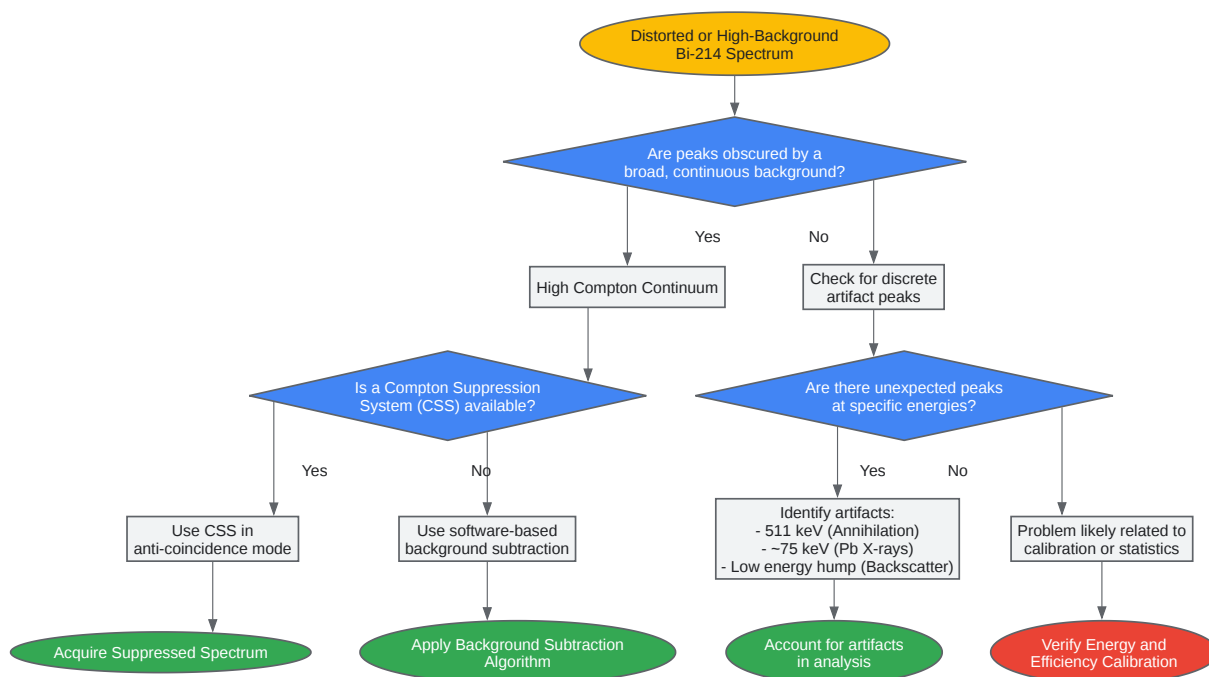 Distorted or High-Background
Bi-214 Spectrum
Are peaks obscured by a
broad, continuous background?
Yes
No
High Compton Continuum
Check for discrete
artifact peaks
Is a Compton Suppression
System (CSS) available?
Are there unexpected peaks
at specific energies?
Yes
No
Yes
No
Use CSS in
anti-coincidence mode
Use software-based
background subtraction
Identify artifacts:
- 511 keV (Annihilation)
- ~75 keV (Pb X-rays)
- Low energy hump (Backscatter)
Problem likely related to
calibration or statistics
Acquire Suppressed Spectrum
Apply Background Subtraction
Algorithm
Account for artifacts
in analysis
Verify Energy and
Efficiency Calibration